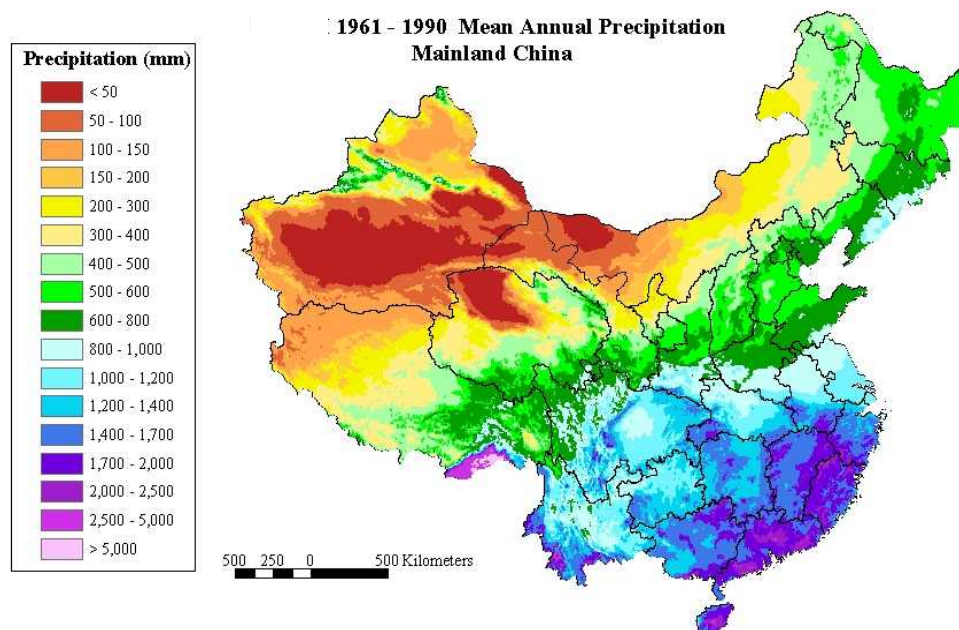 1961 - 1990 Mean Annual Precipitation
Mainland China
Precipitation (mm)
< 50
50 - 100
100 - 150
150 - 200
200 - 300
300 - 400
400 - 500
500 - 600
600 - 800
800 - 1,000
1,000 - 1,200
1,200 - 1,400
1,400 - 1,700
1,700 - 2,000
2,000 - 2,500
2,500 - 5,000
> 5,000
500 250 0 500 Kilometers